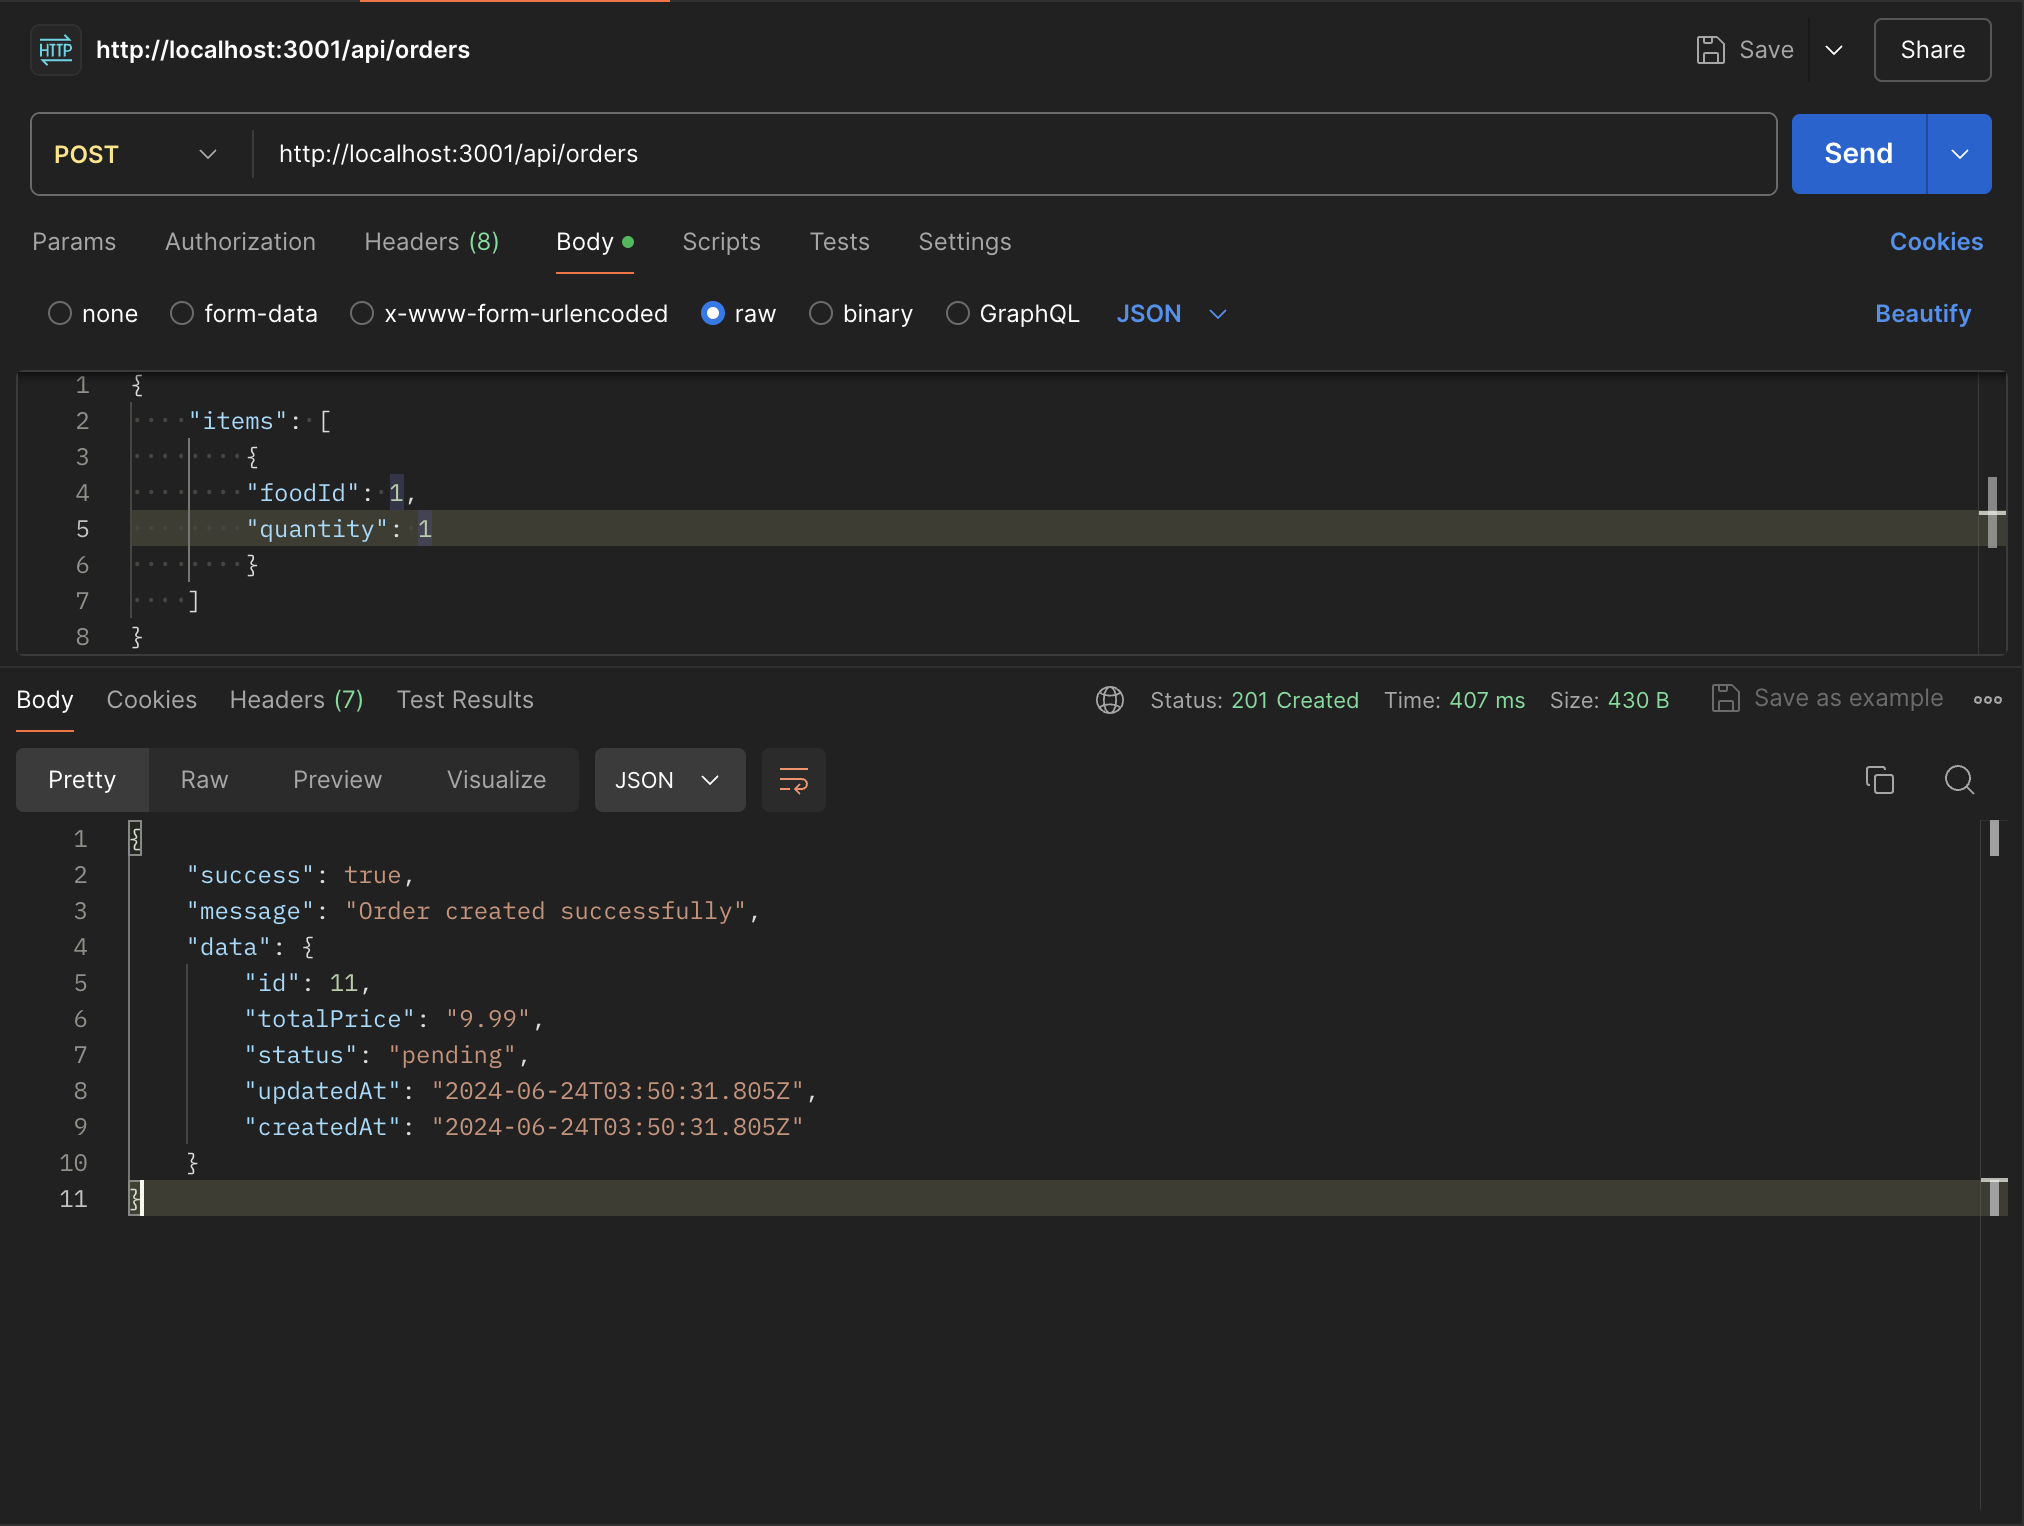 HTTP http://localhost:3001/api/orders Save Share
POST http://localhost:3001/api/orders Send
Params Authorization Headers (8) Body Scripts Tests Settings Cookies
none form-data x-www-form-urlencoded raw binary GraphQL JSON Beautify
1 {
2 "items": [
3 {
4 "foodId": 1,
5 "quantity": 1
6 }
7 ]
8 }
Body Cookies Headers (7) Test Results Status: 201 Created Time: 407 ms Size: 430 B Save as example
Pretty Raw Preview Visualize JSON
1 {
2 "success": true,
3 "message": "Order created successfully",
4 "data": {
5 "id": 11,
6 "totalPrice": "9.99",
7 "status": "pending",
8 "updatedAt": "2024-06-24T03:50:31.805Z",
9 "createdAt": "2024-06-24T03:50:31.805Z"
10 }
11 }